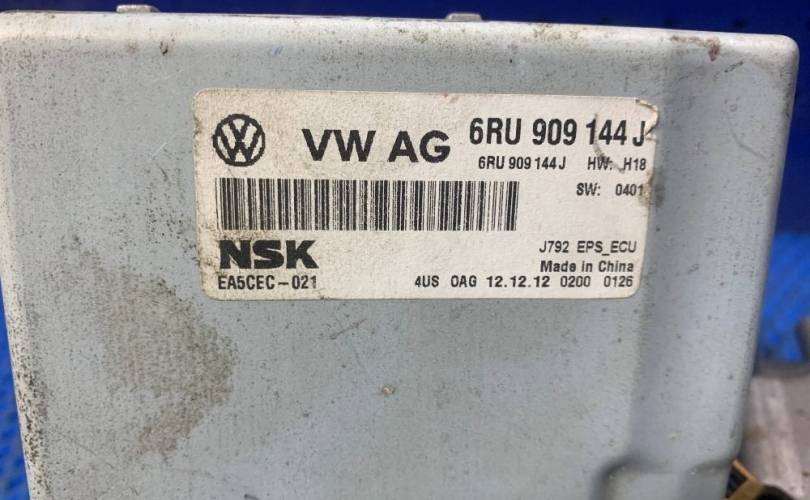 VW AG 6RU 909 144 J
6RU 909 144 J HW: H18
SW: 0401
NSK
J792 EPS_ECU
Made in China
EA5CEC-021
4US 0AG 12.12.12 0200 0126